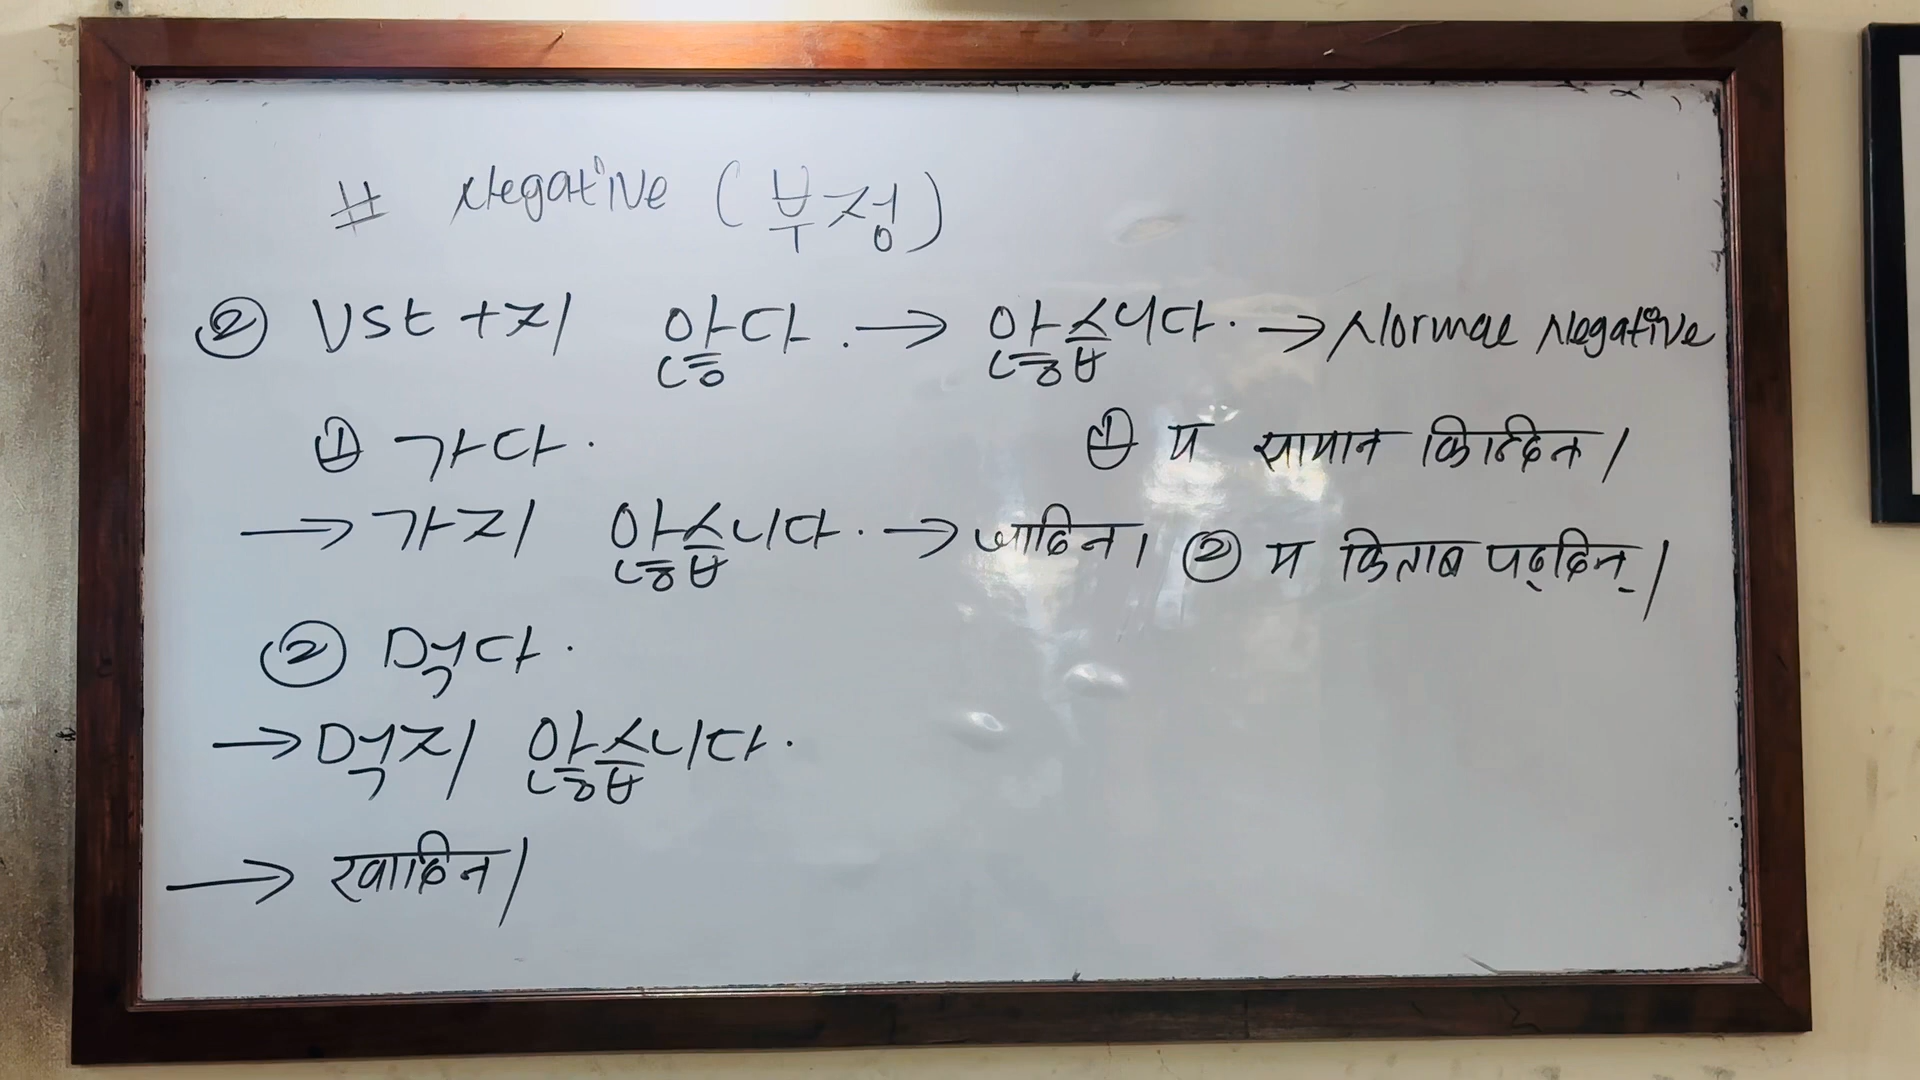 # Negative (부정)
② Vst +지 않다. → 않습니다. → Normal Negative
① 가다.
→ 가지 않습니다. → जादिन।
② 먹다.
→ 먹지 않습니다.
→ खादिन।
① म सामान किन्दिन।
② म किताब पढ्दिन्।